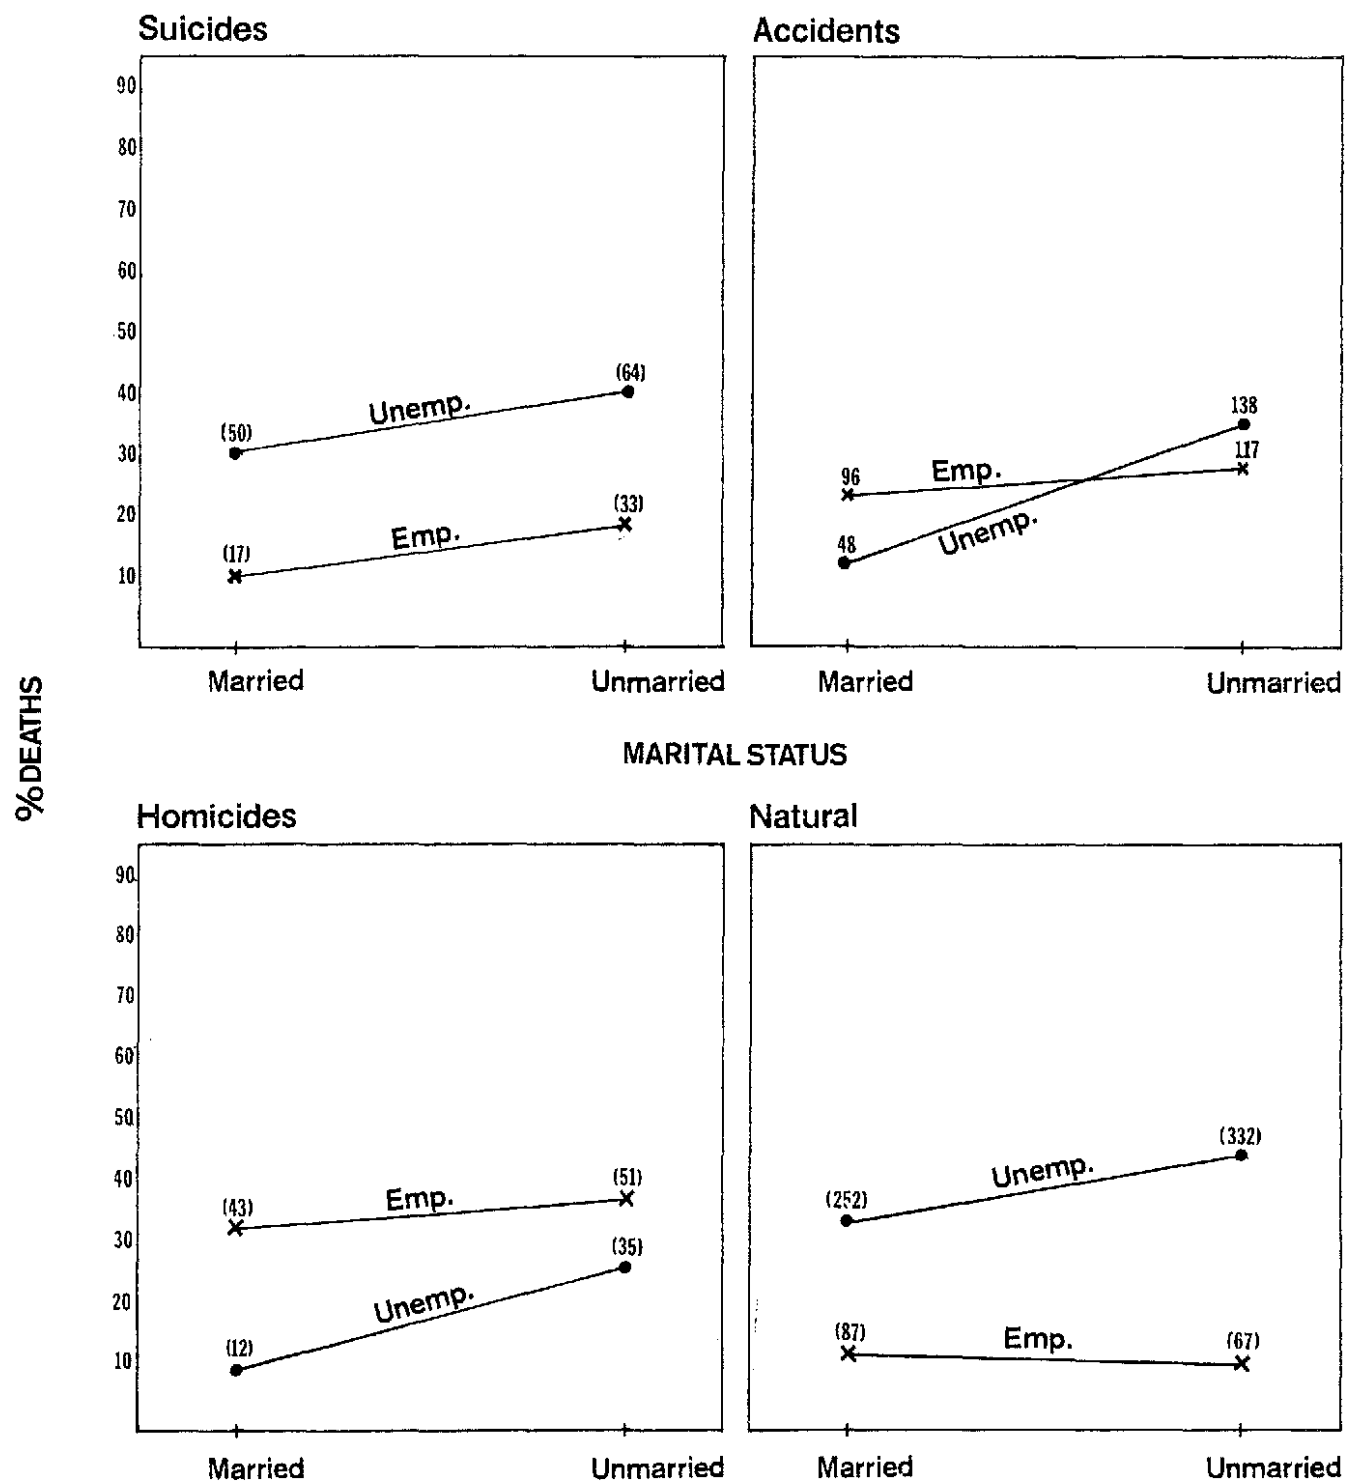 Suicides
90
80
70
60
50
40
30
20
10
(50)
Unemp.
(64)
(17)
Emp.
(33)
Married
Unmarried
Accidents
96
Emp.
117
48
Unemp.
138
Married
Unmarried
%DEATHS
MARITAL STATUS
Homicides
90
80
70
60
50
40
30
20
10
(43)
Emp.
(51)
(12)
Unemp.
(35)
Married
Unmarried
Natural
(252)
Unemp.
(332)
(87)
Emp.
(67)
Married
Unmarried